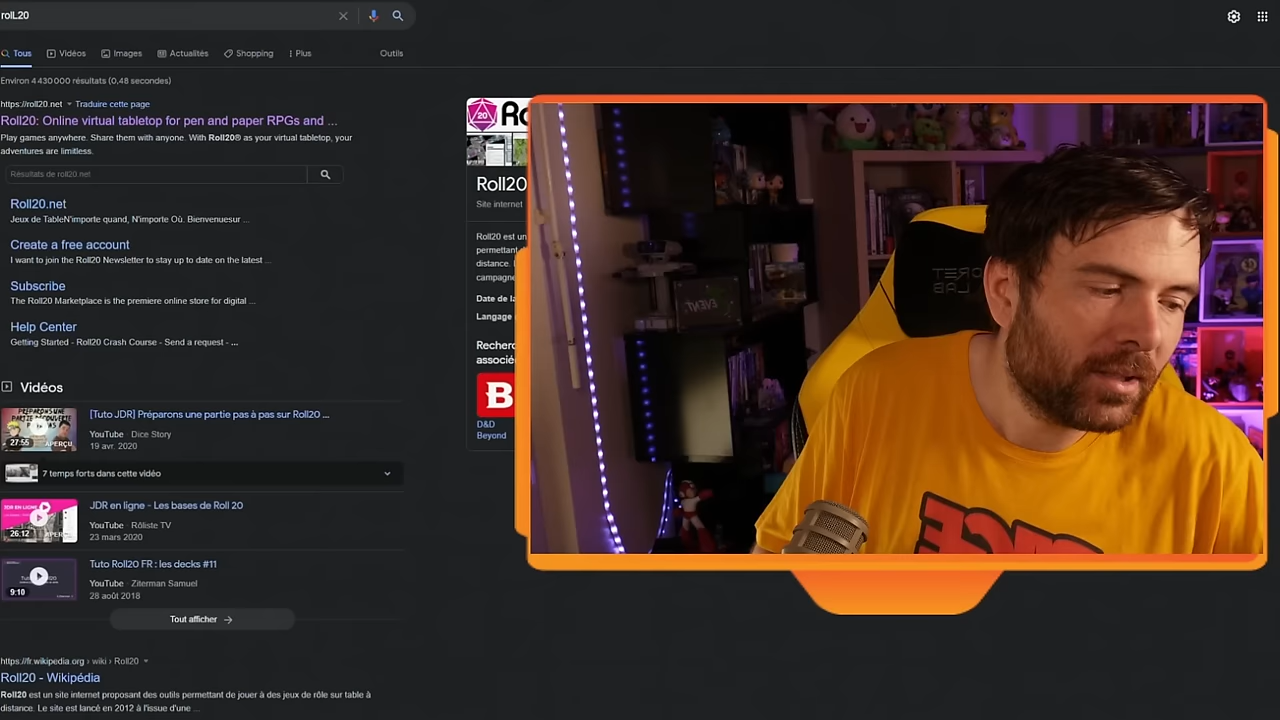 rolL20
Tous
Vidéos
Images
Actualités
Shopping
Plus
Outils
Environ 4 430 000 résultats (0,48 secondes)
https://roll20.net
Traduire cette page
Roll20: Online virtual tabletop for pen and paper RPGs and ...
Play games anywhere. Share them with anyone. With Roll20® as your virtual tabletop, your
adventures are limitless.
Résultats de roll20.net
Roll20.net
Jeux de TableN'importe quand, N'importe Où. Bienvenuesur ...
Create a free account
I want to join the Roll20 Newsletter to stay up to date on the latest ...
Subscribe
The Roll20 Marketplace is the premiere online store for digital ...
Help Center
Getting Started - Roll20 Crash Course - Send a request - ...
Vidéos
27:55
APERÇU
[Tuto JDR] Préparons une partie pas à pas sur Roll20 ...
YouTube · Dice Story
19 avr. 2020
7 temps forts dans cette vidéo
JDR EN LIGNE
26:12
JDR en ligne - Les bases de Roll 20
YouTube · Rôliste TV
23 mars 2020
9:10
Tuto Roll20 FR : les decks #11
YouTube · Ziterman Samuel
28 août 2018
Tout afficher
https://fr.wikipedia.org › wiki › Roll20
Roll20 - Wikipédia
Roll20 est un site internet proposant des outils permettant de jouer à des jeux de rôle sur table à
distance. Le site est lancé en 2012 à l'issue d'une ...
20
Ro
Roll20
Site internet
Roll20 est un
permettant
distance.
campagne
Date de la
Langage
Recherc
associé
B
D&D
Beyond
EVENT